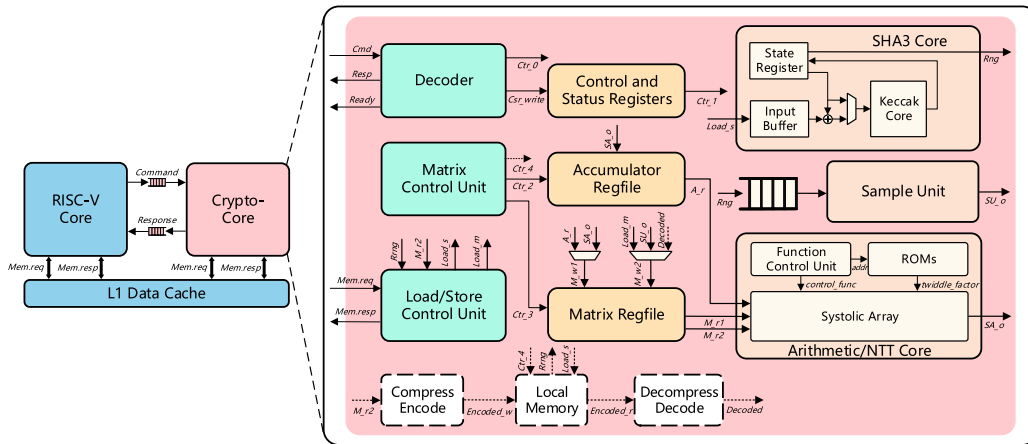 RISC-V
Core
Command
Response
Crypto-
Core
Mem.req
Mem.resp
Mem.req
Mem.resp
L1 Data Cache
Cmd
Resp
Ready
Decoder
Ctr_0
Csr_write
Control and
Status Registers
Ctr_1
SHA3 Core
State
Register
Rng
Input
Buffer
Keccak
Core
Load_s
Matrix
Control Unit
Ctr_4
Ctr_2
SA_o
Accumulator
Regfile
A_r
Rng
Sample Unit
SU_o
Rrng
M_r2
Load_s
Load_m
A_r
SA_o
Load_m
SU_o
Decoded
M_w1
M_w2
Mem.req
Mem.resp
Load/Store
Control Unit
Ctr_3
Matrix Regfile
M_r1
M_r2
Function
Control Unit
addr
ROMs
control_func
twiddle_factor
Systolic Array
SA_o
Arithmetic/NTT Core
Ctr_4
Rrng
Load_s
M_r2
Compress
Encode
Encoded_w
Local
Memory
Encoded_r
Decompress
Decode
Decoded